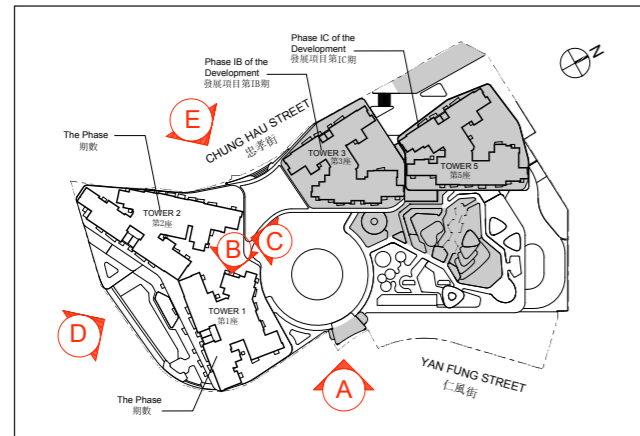 Phase IC of the
Development
發展項目第IC期
Phase IB of the
Development
發展項目第IB期
N
E
CHUNG HAU STREET
忠孝街
The Phase
期數
TOWER 3
第3座
TOWER 5
第5座
TOWER 2
第2座
B
C
TOWER 1
第1座
D
A
YAN FUNG STREET
仁風街
The Phase
期數